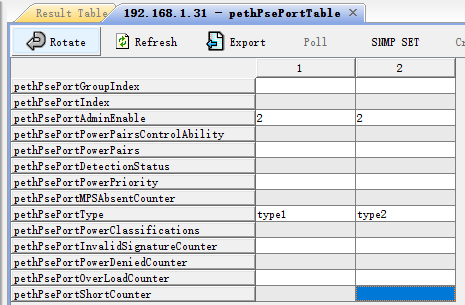 Result Table 192.168.1.31 - pethPsePortTable
Rotate Refresh Export Poll SNMP SET
1 2
pethPsePortGroupIndex
pethPsePortIndex
pethPsePortAdminEnable 2 2
pethPsePortPowerPairsControlAbility
pethPsePortPowerPairs
pethPsePortDetectionStatus
pethPsePortPowerPriority
pethPsePortMPSAbsentCounter
pethPsePortType type1 type2
pethPsePortPowerClassifications
pethPsePortInvalidSignatureCounter
pethPsePortPowerDeniedCounter
pethPsePortOverLoadCounter
pethPsePortShortCounter